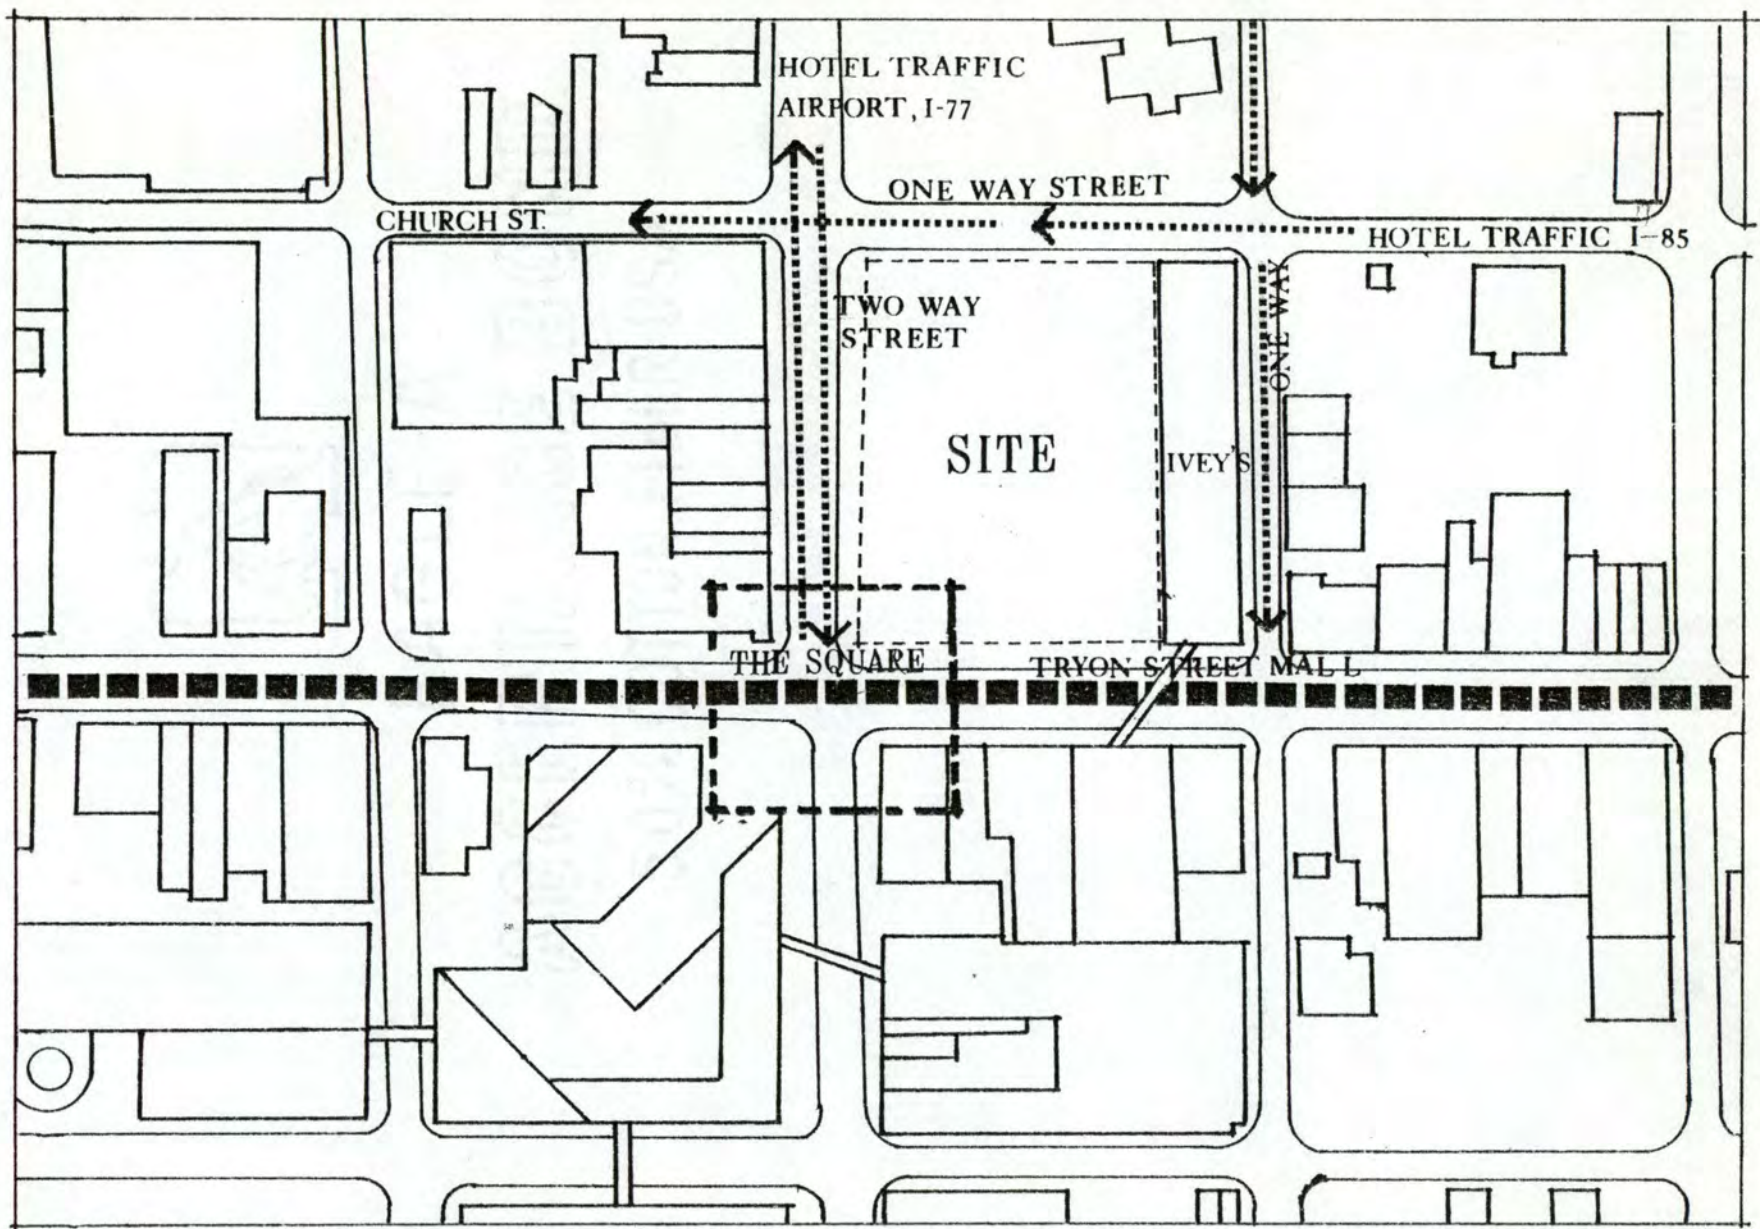 HOTEL TRAFFIC
AIRPORT, I-77
ONE WAY STREET
CHURCH ST.
HOTEL TRAFFIC I-85
TWO WAY
STREET
ONE WAY
SITE
IVEY'S
THE SQUARE
TRYON STREET MALL